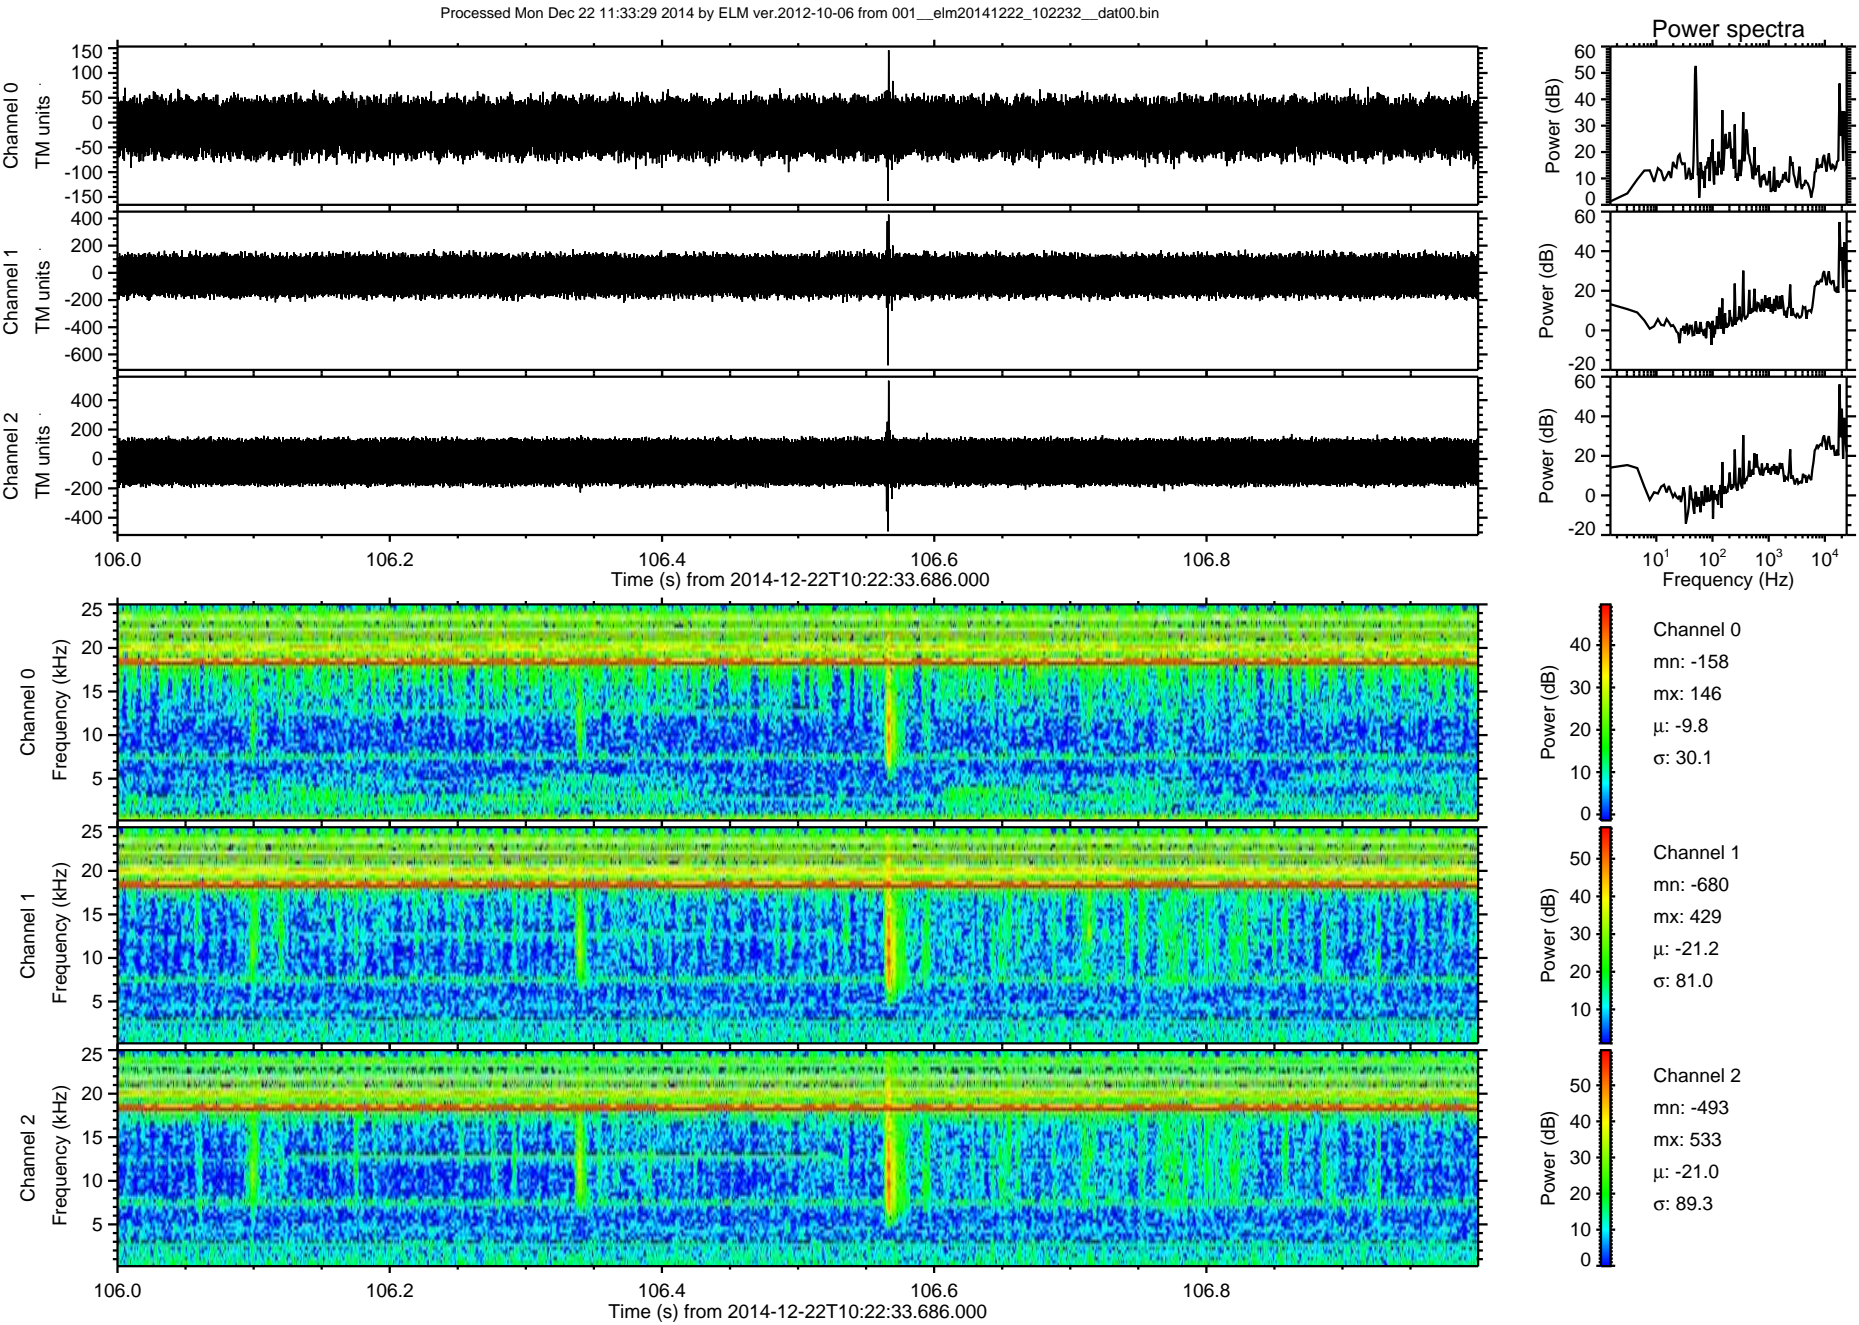 Processed Mon Dec 22 11:33:29 2014 by ELM ver.2012-10-06 from 001__elm20141222_102232__dat00.bin
Power spectra
Channel 0
TM units
150
100
50
0
-50
-100
-150
Power (dB)
60
50
40
30
20
10
0
Channel 1
TM units
400
200
0
-200
-400
-600
Power (dB)
60
40
20
0
-20
Channel 2
TM units
400
200
0
-200
-400
Power (dB)
60
40
20
0
-20
106.0 106.2 106.4 106.6 106.8
Time (s) from 2014-12-22T10:22:33.686.000
10¹ 10² 10³ 10⁴
Frequency (Hz)
Channel 0
Frequency (kHz)
25
20
15
10
5
Power (dB)
40
30
20
10
0
Channel 0
mn: -158
mx: 146
µ: -9.8
σ: 30.1
Channel 1
Frequency (kHz)
25
20
15
10
5
Power (dB)
50
40
30
20
10
Channel 1
mn: -680
mx: 429
µ: -21.2
σ: 81.0
Channel 2
Frequency (kHz)
25
20
15
10
5
Power (dB)
50
40
30
20
10
0
Channel 2
mn: -493
mx: 533
µ: -21.0
σ: 89.3
106.0 106.2 106.4 106.6 106.8
Time (s) from 2014-12-22T10:22:33.686.000